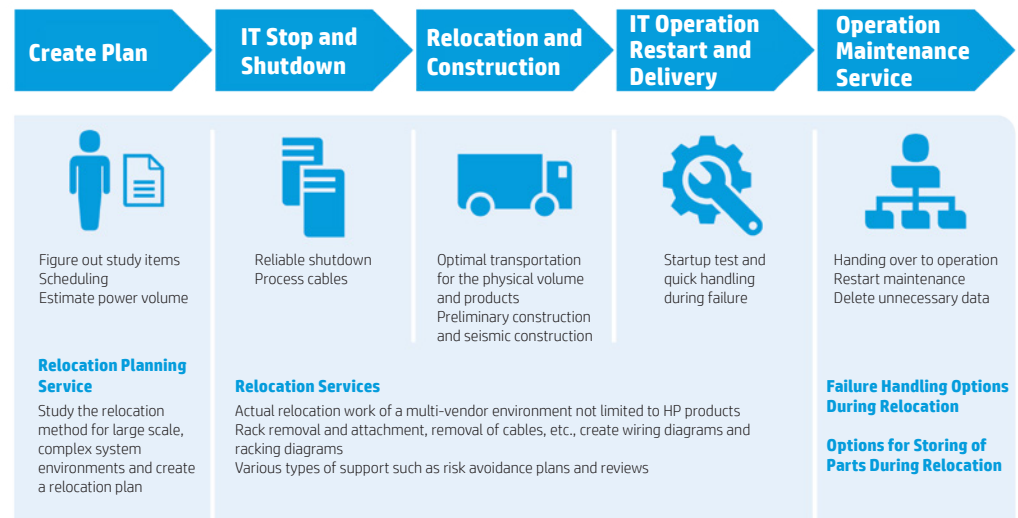 Create Plan
IT Stop and
Shutdown
Relocation and
Construction
IT Operation
Restart and
Delivery
Operation
Maintenance
Service
Figure out study items
Scheduling
Estimate power volume
Reliable shutdown
Process cables
Optimal transportation
for the physical volume
and products
Preliminary construction
and seismic construction
Startup test and
quick handling
during failure
Handing over to operation
Restart maintenance
Delete unnecessary data
Relocation Planning
Service
Study the relocation
method for large scale,
complex system
environments and create
a relocation plan
Relocation Services
Actual relocation work of a multi-vendor environment not limited to HP products
Rack removal and attachment, removal of cables, etc., create wiring diagrams and
racking diagrams
Various types of support such as risk avoidance plans and reviews
Failure Handling Options
During Relocation
Options for Storing of
Parts During Relocation